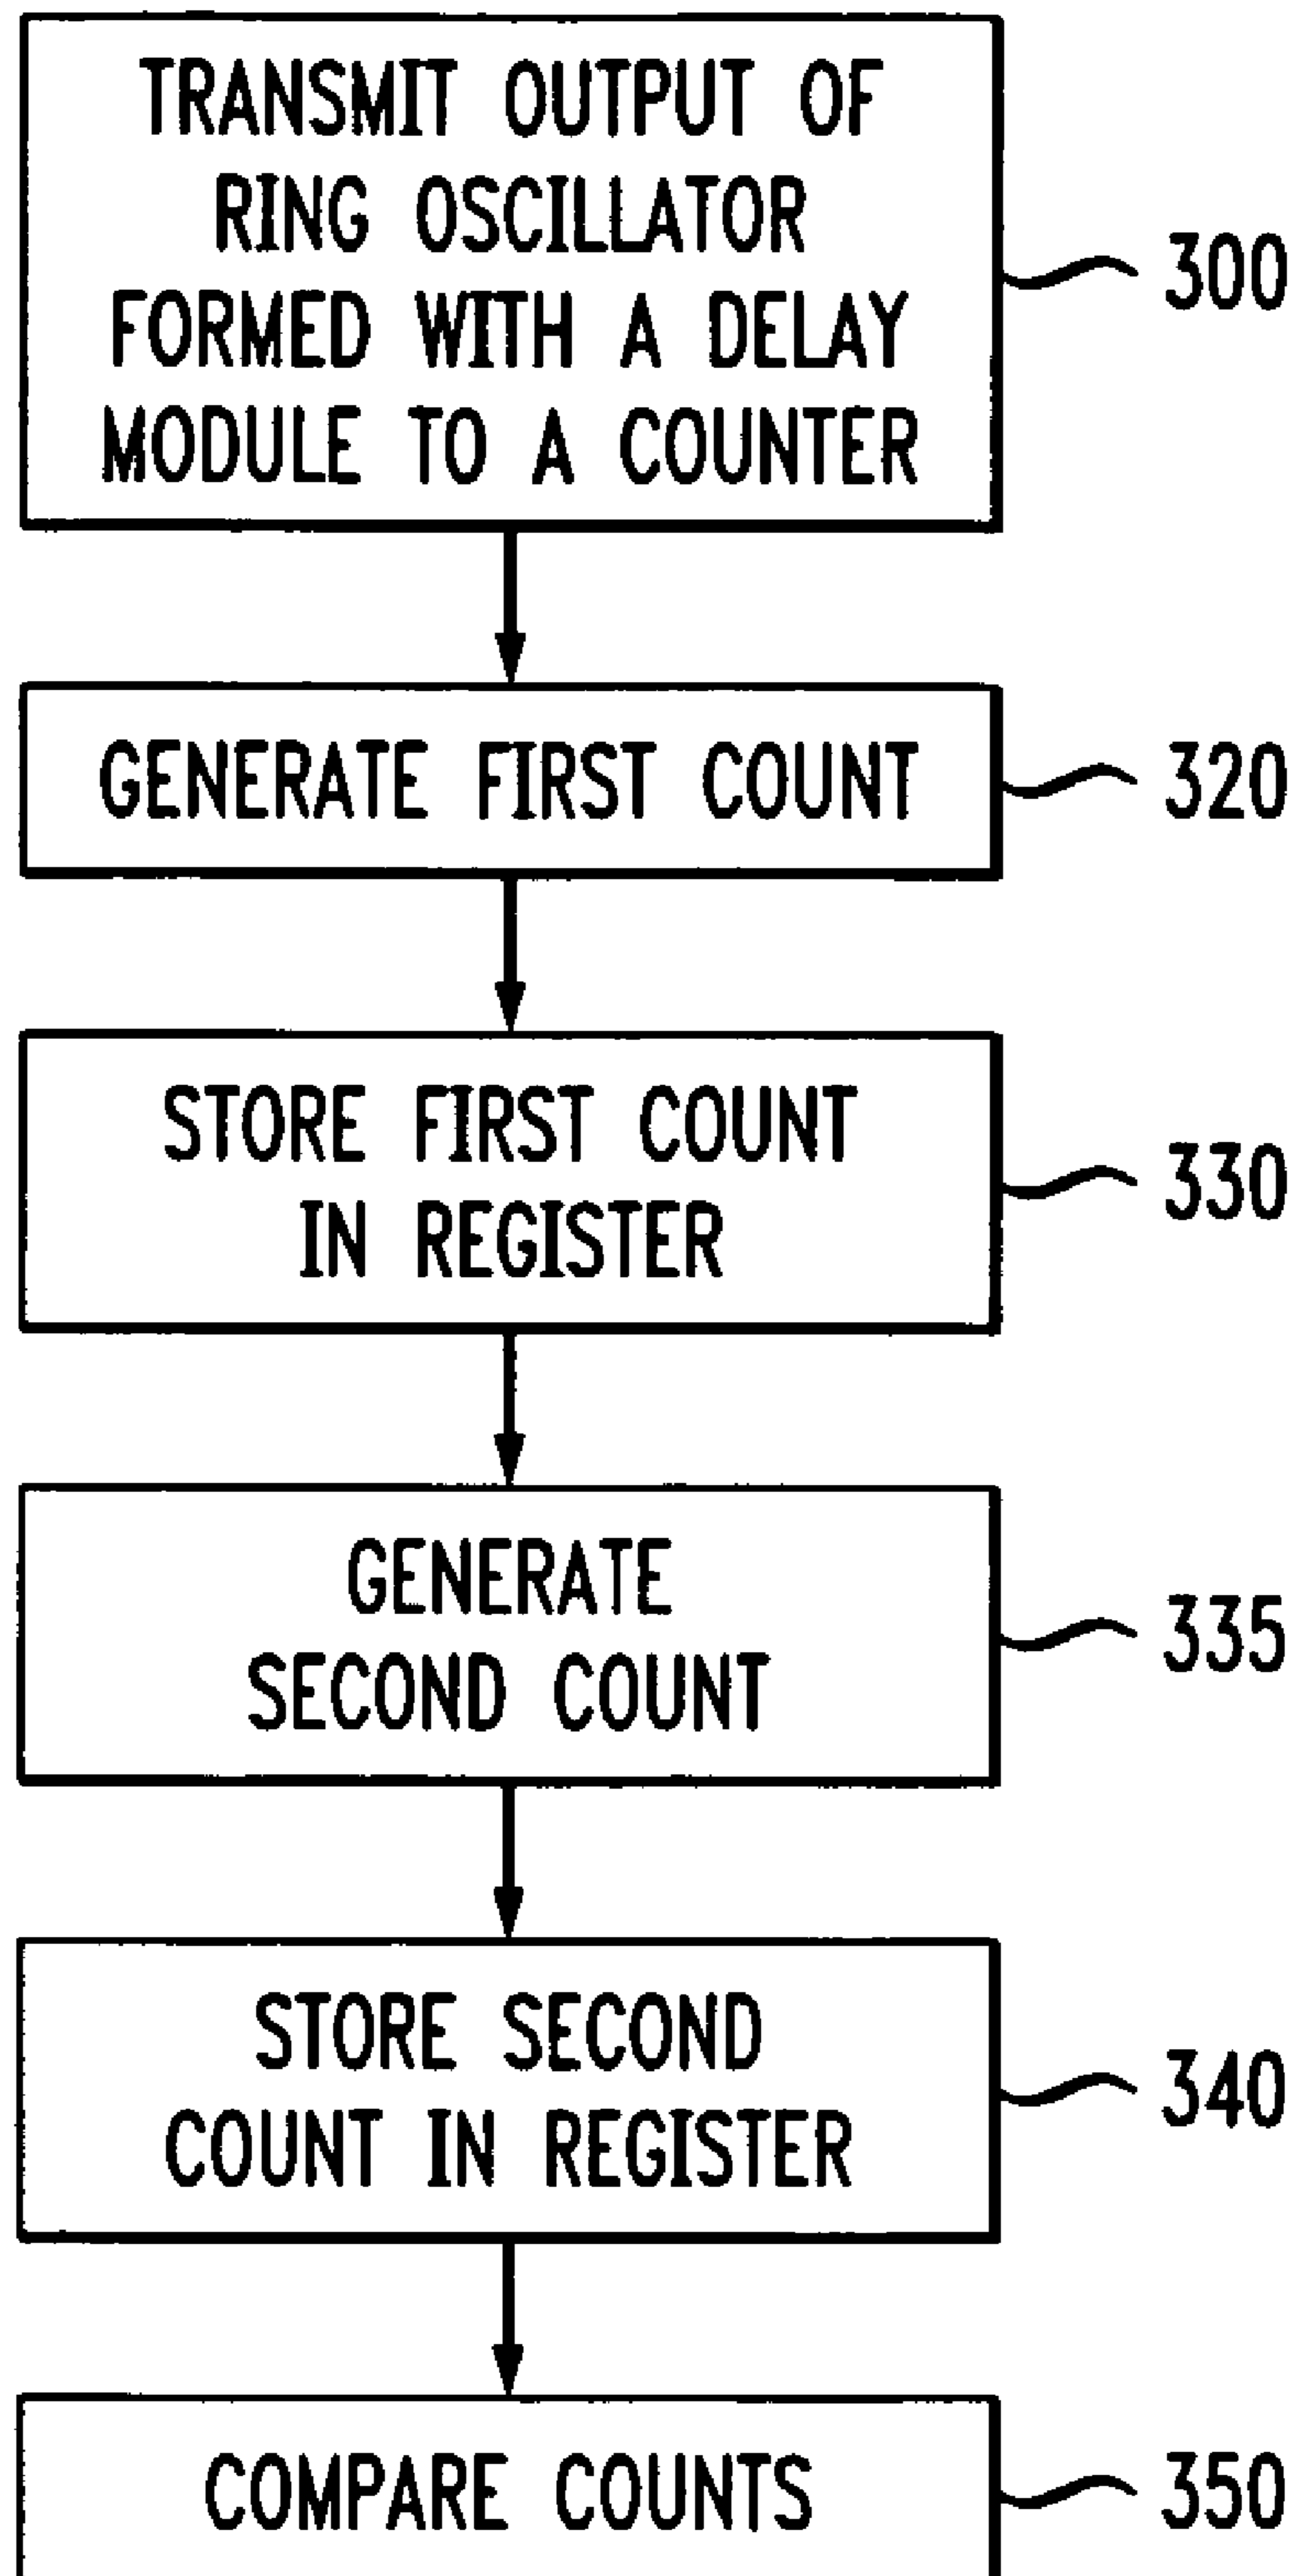 TRANSMIT OUTPUT OF
RING OSCILLATOR
FORMED WITH A DELAY
MODULE TO A COUNTER
300
GENERATE FIRST COUNT
320
STORE FIRST COUNT
IN REGISTER
330
GENERATE
SECOND COUNT
335
STORE SECOND
COUNT IN REGISTER
340
COMPARE COUNTS
350